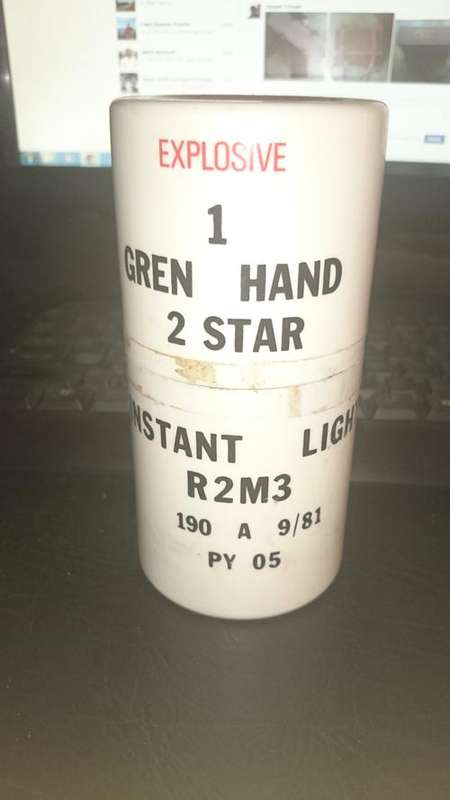 EXPLOSIVE
1
GREN HAND
2 STAR
NSTANT LIGH
R2M3
190 A 9/81
PY 05